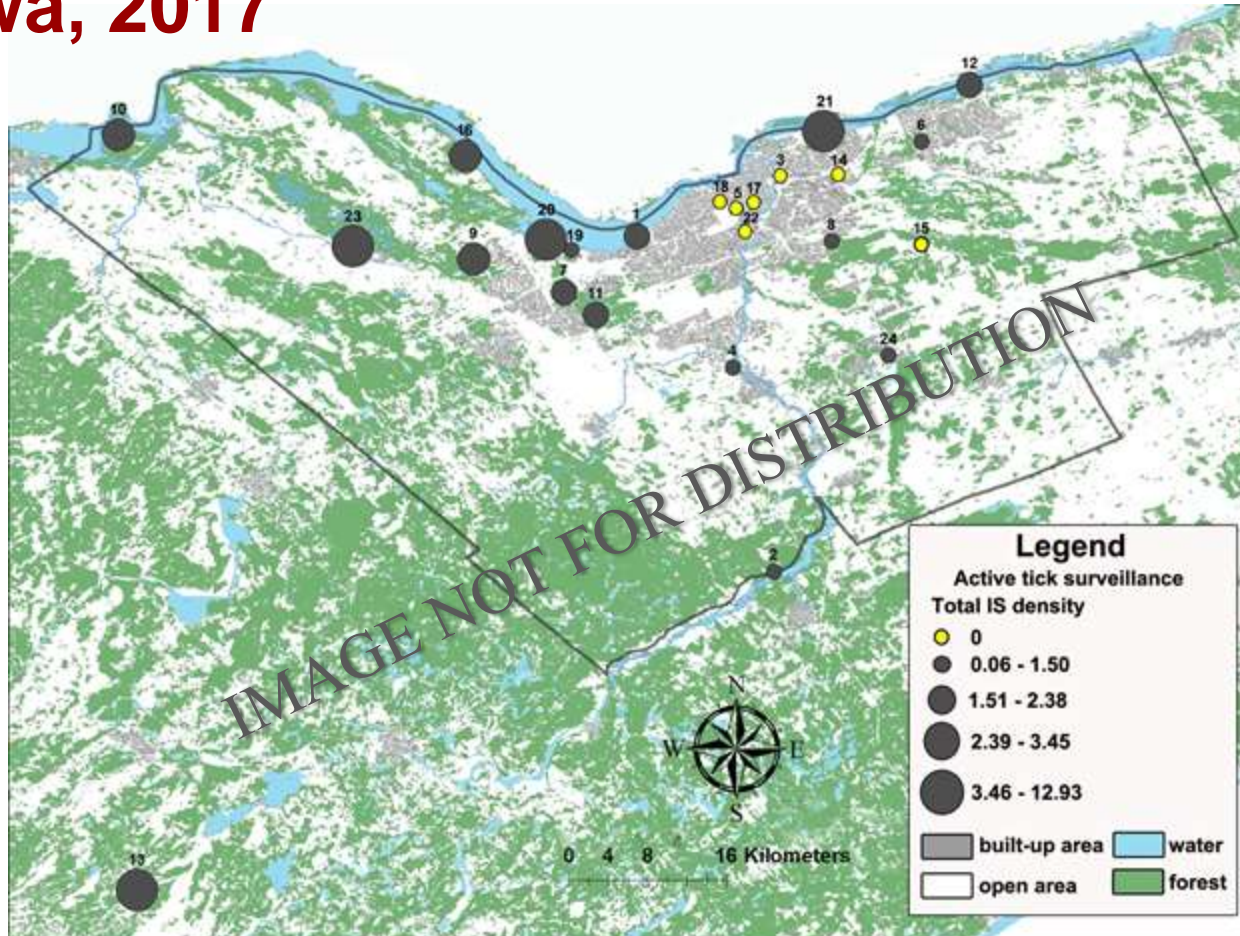 wa, 2017
12
21
10
6
16
3
14
18
5
17
1
20
22
8
15
23
19
9
7
11
24
4
IMAGE NOT FOR DISTRIBUTION
2
Legend
Active tick surveillance
Total IS density
0
0.06 - 1.50
1.51 - 2.38
2.39 - 3.45
3.46 - 12.93
built-up area
water
open area
forest
N
W
E
S
0 4 8 16 Kilometers
13